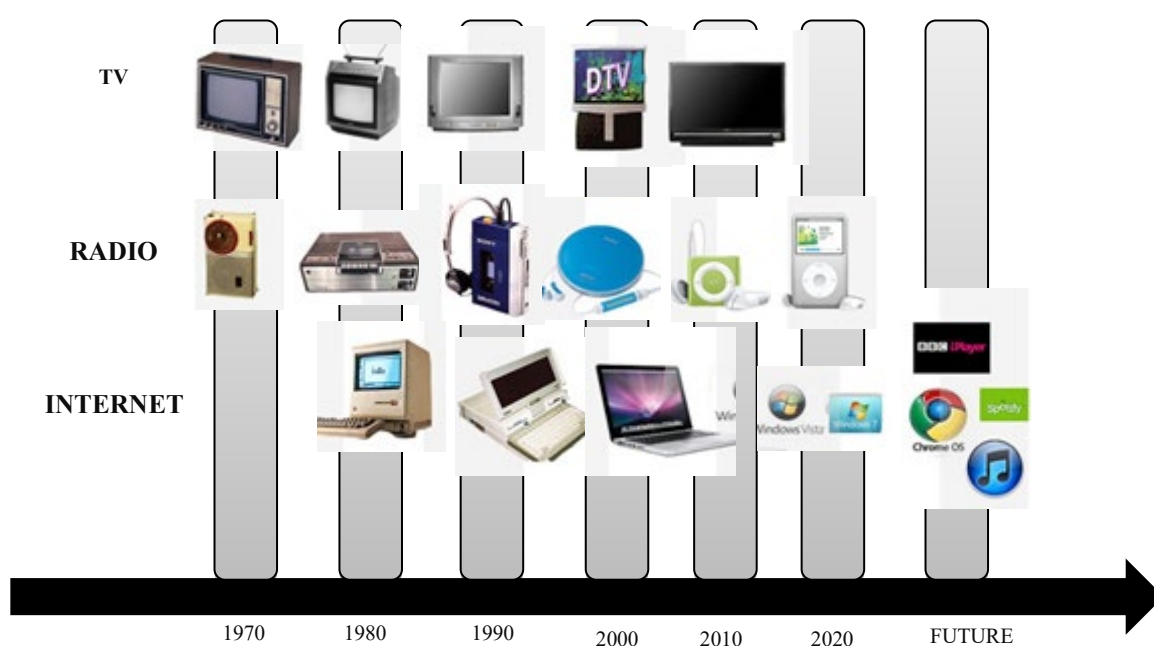 TV
DTV
RADIO
SONY
INTERNET
hello
BBC iPlayer
Windows Vista
Windows 7
Spotify
Chrome OS
1970
1980
1990
2000
2010
2020
FUTURE